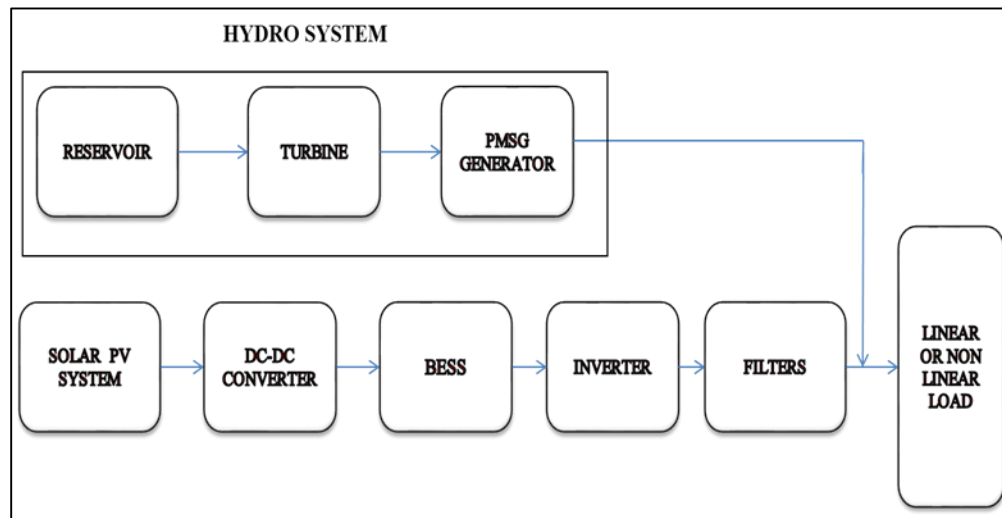 HYDRO SYSTEM
RESERVOIR
TURBINE
PMSG
GENERATOR
SOLAR PV
SYSTEM
DC-DC
CONVERTER
BESS
INVERTER
FILTERS
LINEAR
OR NON
LINEAR
LOAD